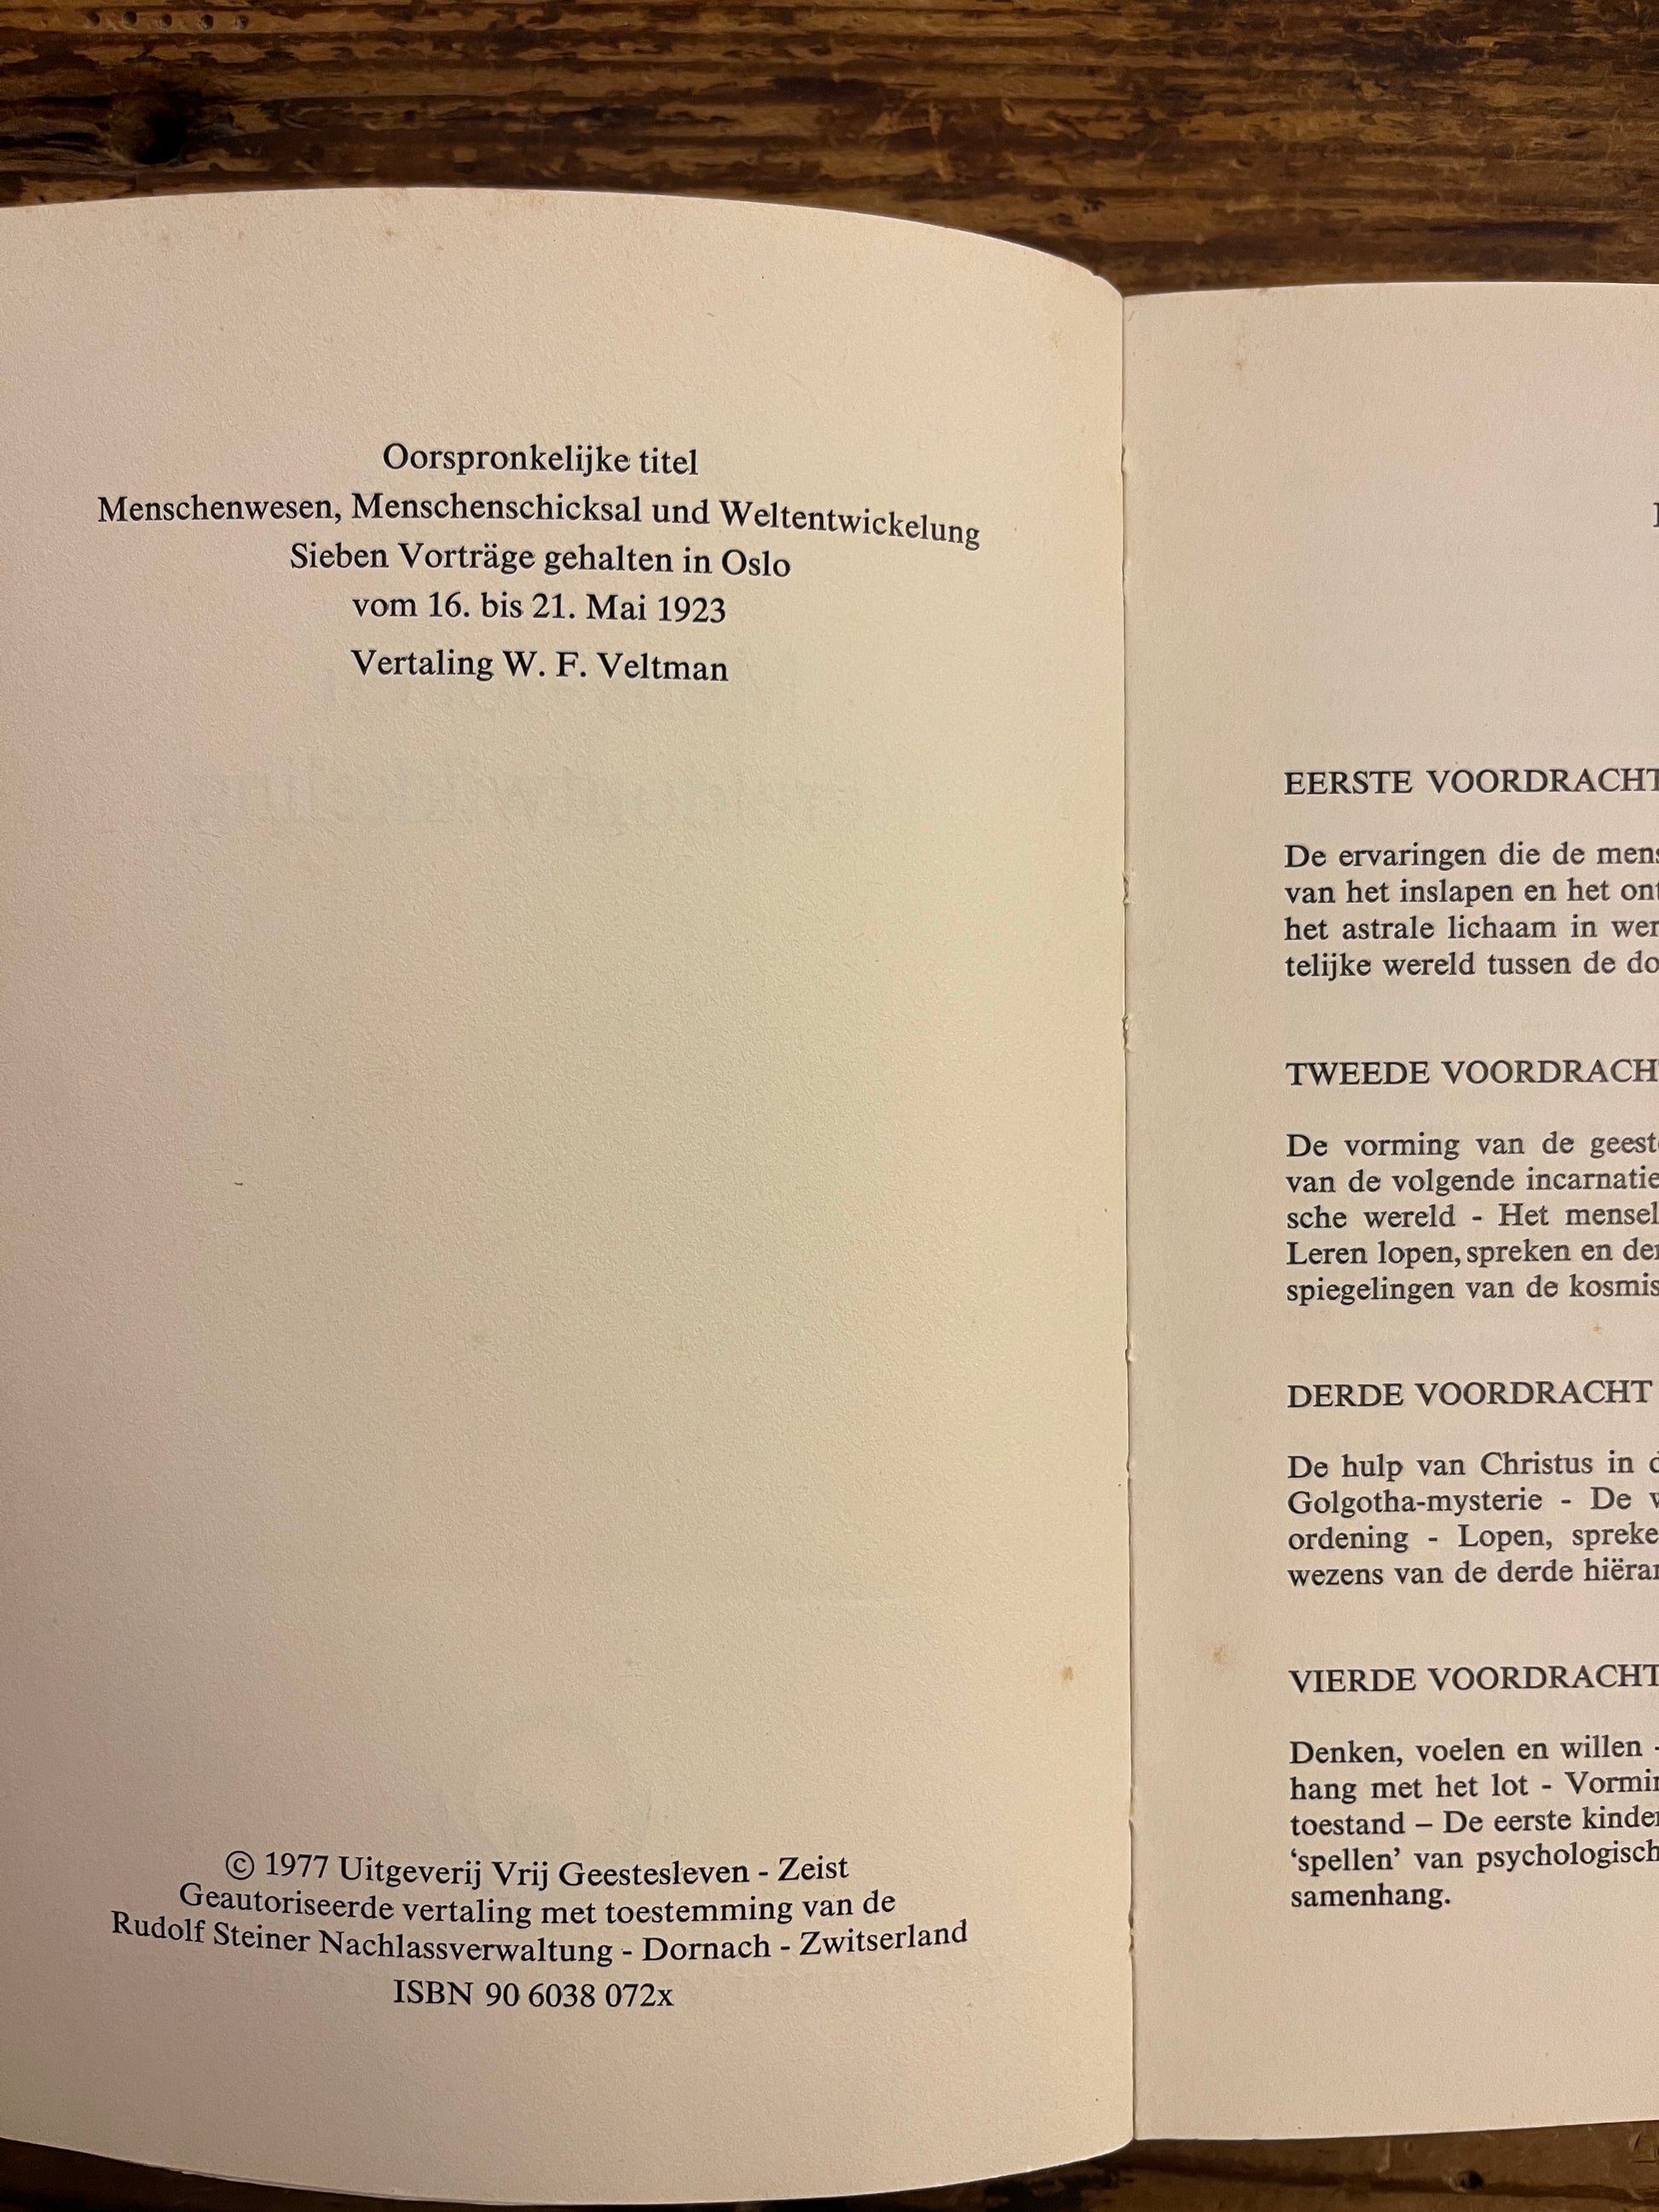 Oorspronkelijke titel
Menschenwesen, Menschenschicksal und Weltentwickelung
Sieben Vorträge gehalten in Oslo
vom 16. bis 21. Mai 1923
Vertaling W. F. Veltman
© 1977 Uitgeverij Vrij Geestesleven - Zeist
Geautoriseerde vertaling met toestemming van de
Rudolf Steiner Nachlassverwaltung - Dornach - Zwitserland
ISBN 90 6038 072x
EERSTE VOORDRACHT
De ervaringen die de mens
van het inslapen en het ont
het astrale lichaam in wer
telijke wereld tussen de do
TWEEDE VOORDRACH
De vorming van de geest
van de volgende incarnatie
sche wereld - Het mensel
Leren lopen, spreken en den
spiegelingen van de kosmis
DERDE VOORDRACHT
De hulp van Christus in d
Golgotha-mysterie - De w
ordening - Lopen, spreke
wezens van de derde hiërar
VIERDE VOORDRACHT
Denken, voelen en willen -
hang met het lot - Vormin
toestand – De eerste kinder
‘spellen’ van psychologisch
samenhang.